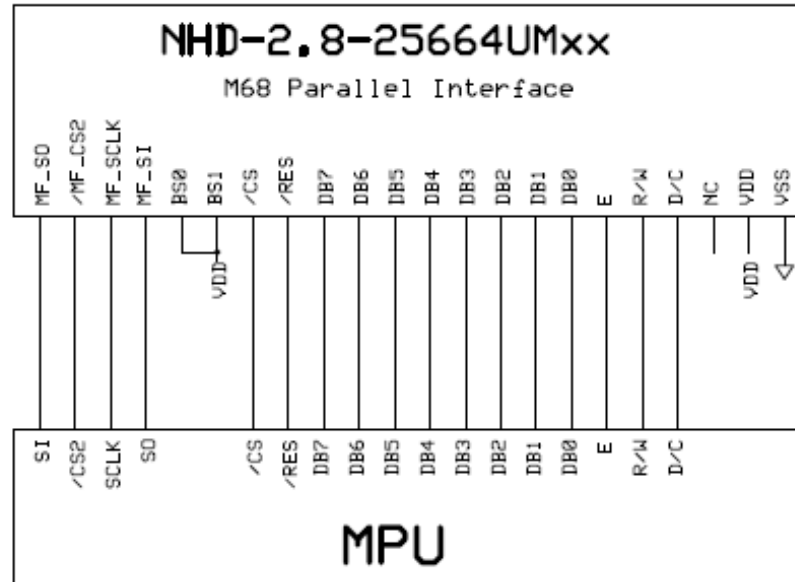 NHD-2.8-25664UMxx
M68 Parallel Interface
MF_SO /MF_CS2 MF_SCLK MF_SI BS0 BS1 /CS /RES DB7 DB6 DB5 DB4 DB3 DB2 DB1 DB0 E R/W D/C NC VDD VSS
VDD VDD
SI /CS2 SCLK SO /CS /RES DB7 DB6 DB5 DB4 DB3 DB2 DB1 DB0 E R/W D/C
MPU